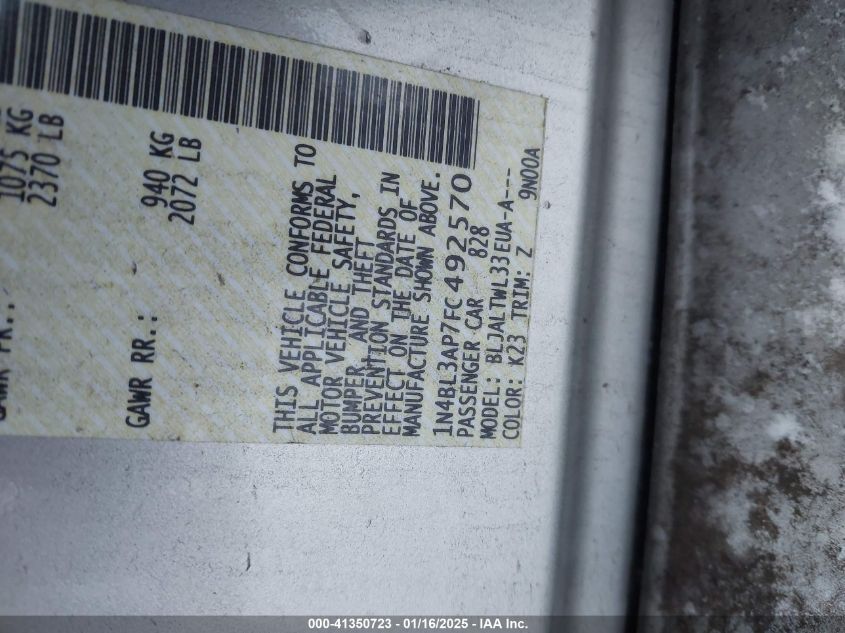 1075 KG
2370 LB
GAWR RR.: 940 KG
2072 LB
THIS VEHICLE CONFORMS TO
ALL APPLICABLE FEDERAL
MOTOR VEHICLE SAFETY,
BUMPER, AND THEFT
PREVENTION STANDARDS IN
EFFECT ON THE DATE OF
MANUFACTURE SHOWN ABOVE.
1N4BL3AP7FC492570
PASSENGER CAR 828
MODEL: BLJALTWL33EUA-A---
COLOR: K23 TRIM: Z 9N00A
000-41350723 - 01/16/2025 - IAA Inc.